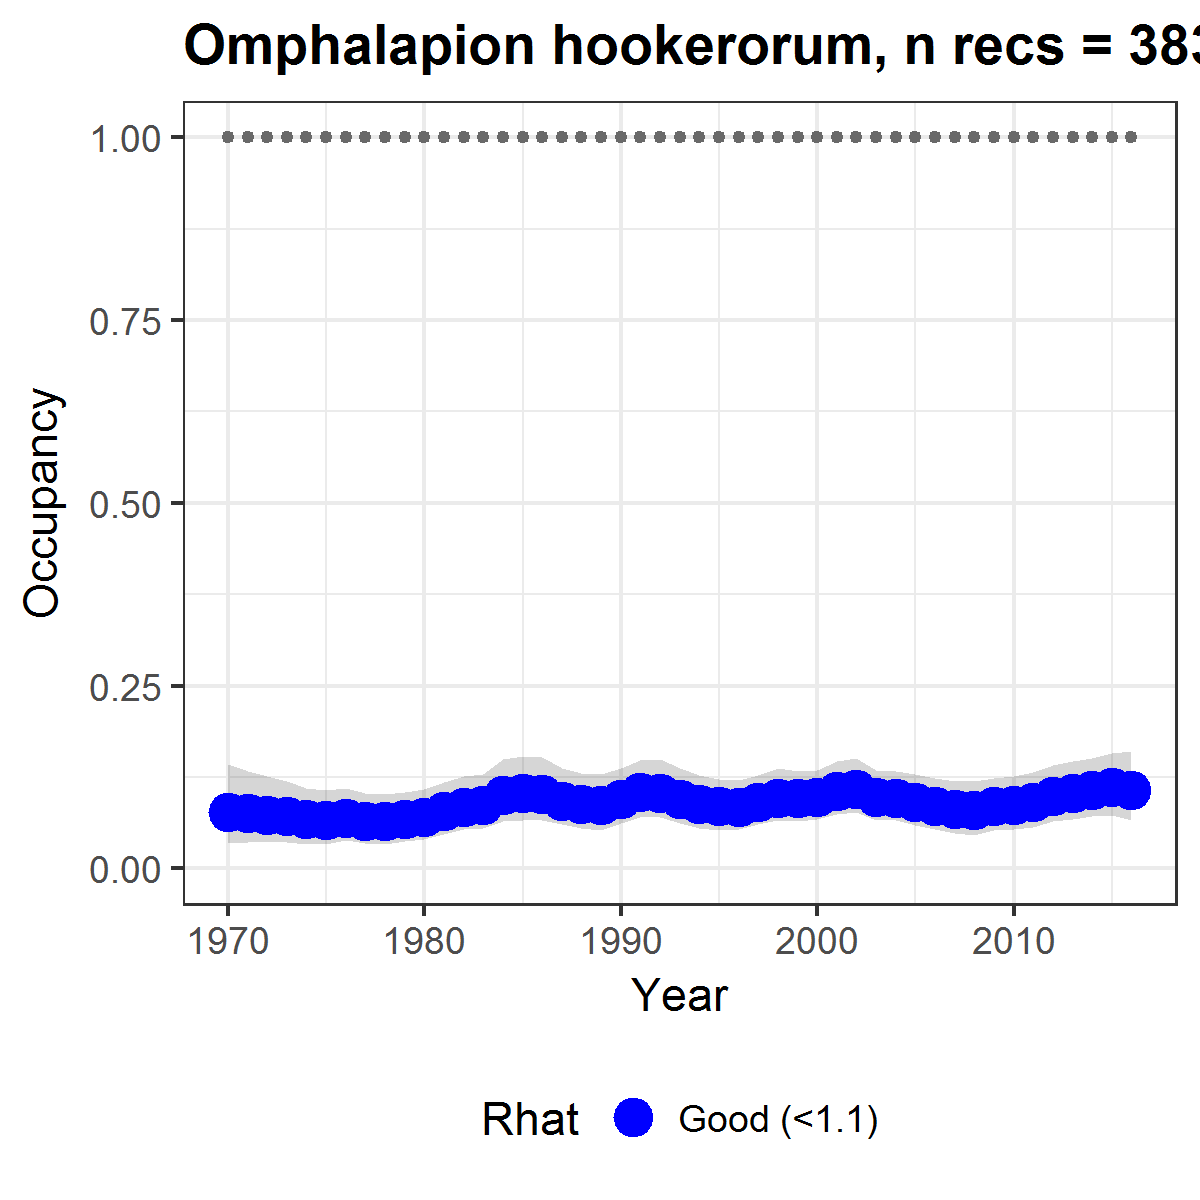 Omphalapion hookerorum, n recs = 383
1.00
0.75
0.50
0.25
0.00
Occupancy
1970 1980 1990 2000 2010
Year
Rhat Good (<1.1)